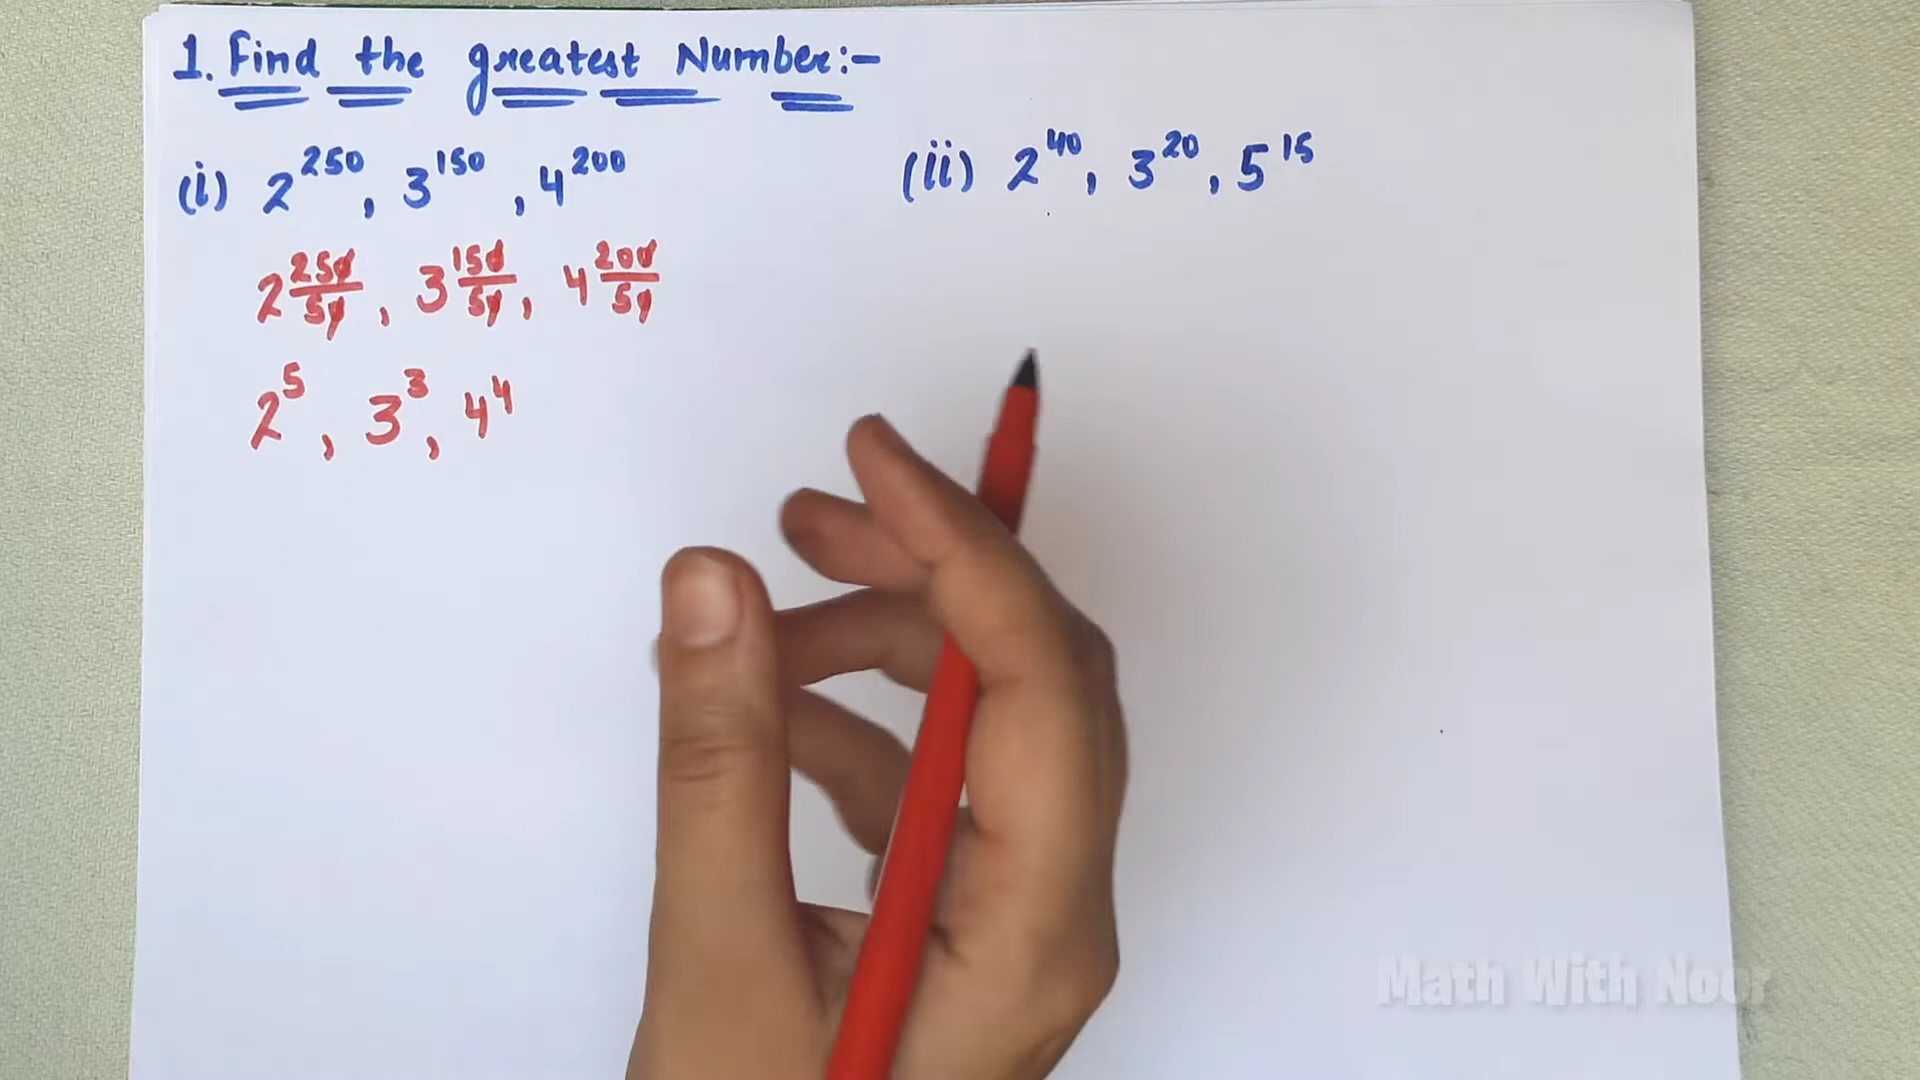 1. Find the greatest Number:-
(i) 2^250, 3^150, 4^200
2^(250/50), 3^(150/50), 4^(200/50)
2^5, 3^3, 4^4
(ii) 2^40, 3^20, 5^15
Math With Noor